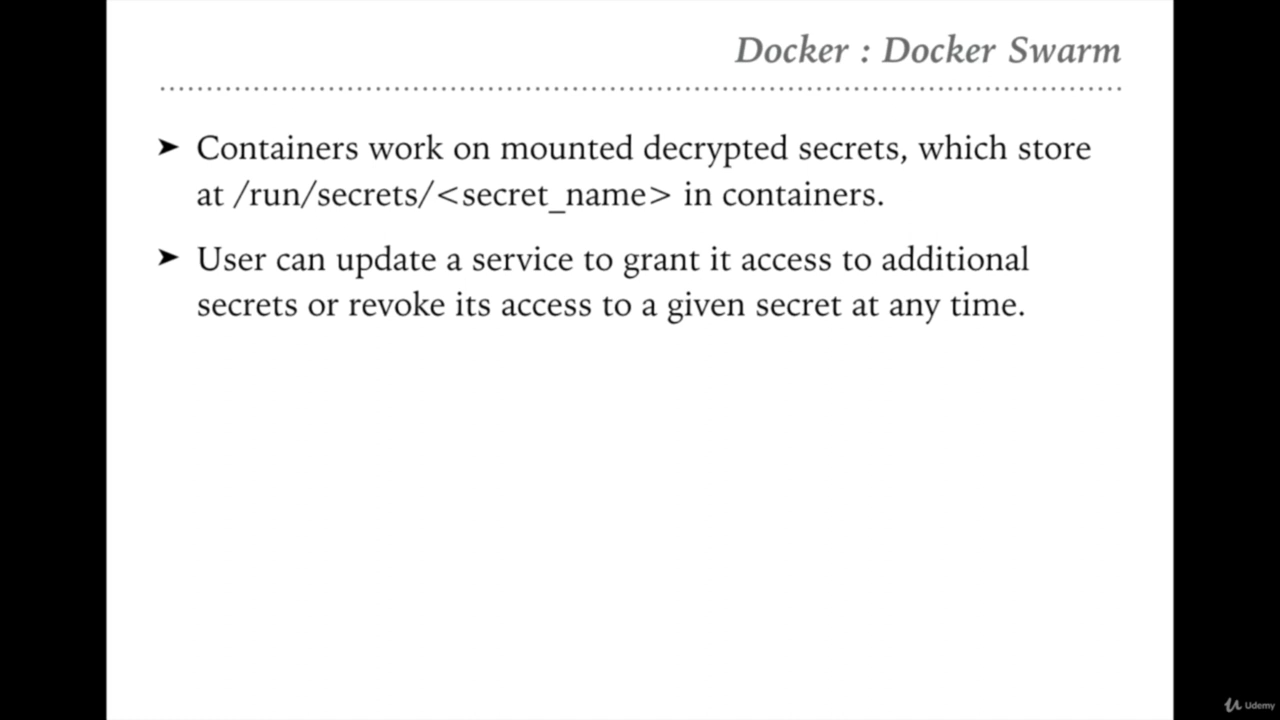 Docker : Docker Swarm
➤ Containers work on mounted decrypted secrets, which store
at /run/secrets/<secret_name> in containers.
➤ User can update a service to grant it access to additional
secrets or revoke its access to a given secret at any time.
Udemy